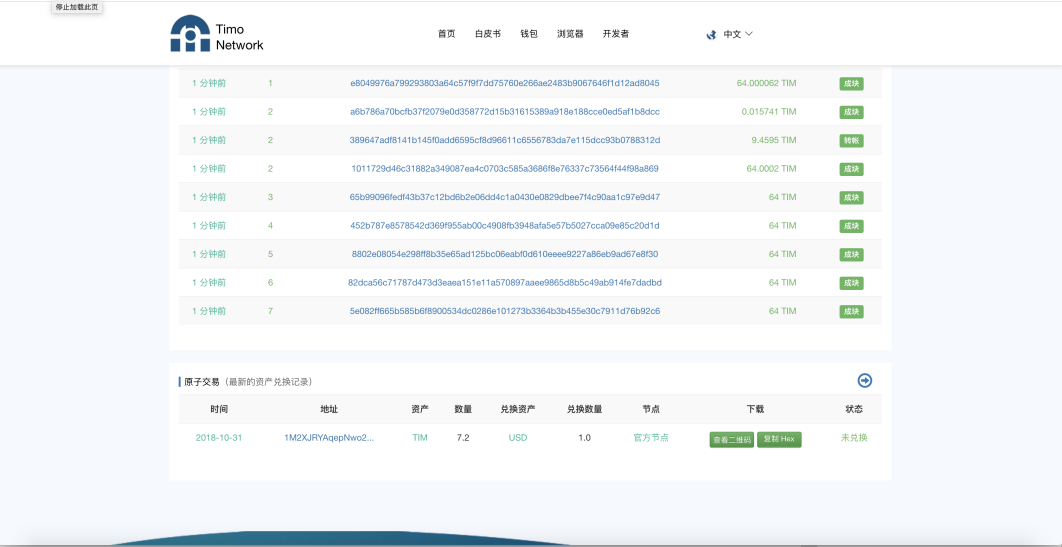 停止加载此页
Timo
Network
首页 白皮书 钱包 浏览器 开发者 中文
1 分钟前 1 e8049976a799293803a64c57f9f7dd75760e266ae2483b9067646f1d12ad8045 64.000062 TIM 成块
1 分钟前 2 a6b786a70bcfb37f2079e0d358772d15b31615389a918e188cce0ed5af1b8dcc 0.015741 TIM 成块
1 分钟前 2 389647adf8141b145f0add6595cf8d96611c6556783da7e115dcc93b0788312d 9.4595 TIM 转帐
1 分钟前 2 1011729d46c31882a349087ea4c0703c585a3686f8e76337c73564f44f98a869 64.0002 TIM 成块
1 分钟前 3 65b99096fedf43b37c12bd6b2e06dd4c1a0430e0829dbee7f4c90aa1c97e9d47 64 TIM 成块
1 分钟前 4 452b787e8578542d369f955ab00c4908fb3948afa5e57b5027cca09e85c20d1d 64 TIM 成块
1 分钟前 5 8802e08054e298ff8b35e65ad125bc06eabf0d610eeee9227a86eb9ad67e8f30 64 TIM 成块
1 分钟前 6 82dca56c71787d473d3eaea151e11a570897aaee9865d8b5c49ab914fe7dadbd 64 TIM 成块
1 分钟前 7 5e082ff665b585b6f8900534dc0286e101273b3364b3b455e30c7911d76b92c6 64 TIM 成块
原子交易（最新的资产兑换记录）
时间 地址 资产 数量 兑换资产 兑换数量 节点 下载 状态
2018-10-31 1M2XJRYAqepNwo2... TIM 7.2 USD 1.0 官方节点 查看二维码 复制 Hex 未兑换